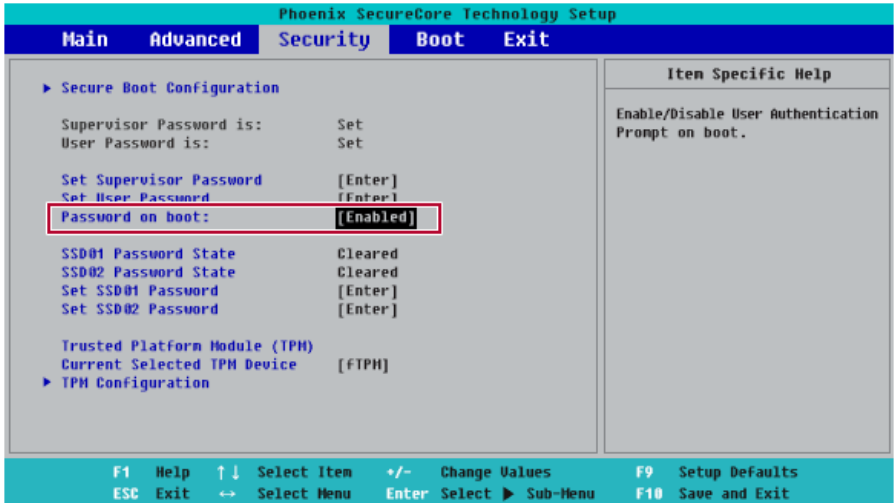 Phoenix SecureCore Technology Setup
Main Advanced Security Boot Exit
Item Specific Help
▶ Secure Boot Configuration
Enable/Disable User Authentication
Prompt on boot.
Supervisor Password is: Set
User Password is: Set
Set Supervisor Password [Enter]
Set User Password [Enter]
Password on boot: [Enabled]
SSD01 Password State Cleared
SSD02 Password State Cleared
Set SSD01 Password [Enter]
Set SSD02 Password [Enter]
Trusted Platform Module (TPM)
Current Selected TPM Device [fTPM]
▶ TPM Configuration
F1 Help ↑↓ Select Item +/- Change Values F9 Setup Defaults
ESC Exit ↔ Select Menu Enter Select ▶ Sub-Menu F10 Save and Exit